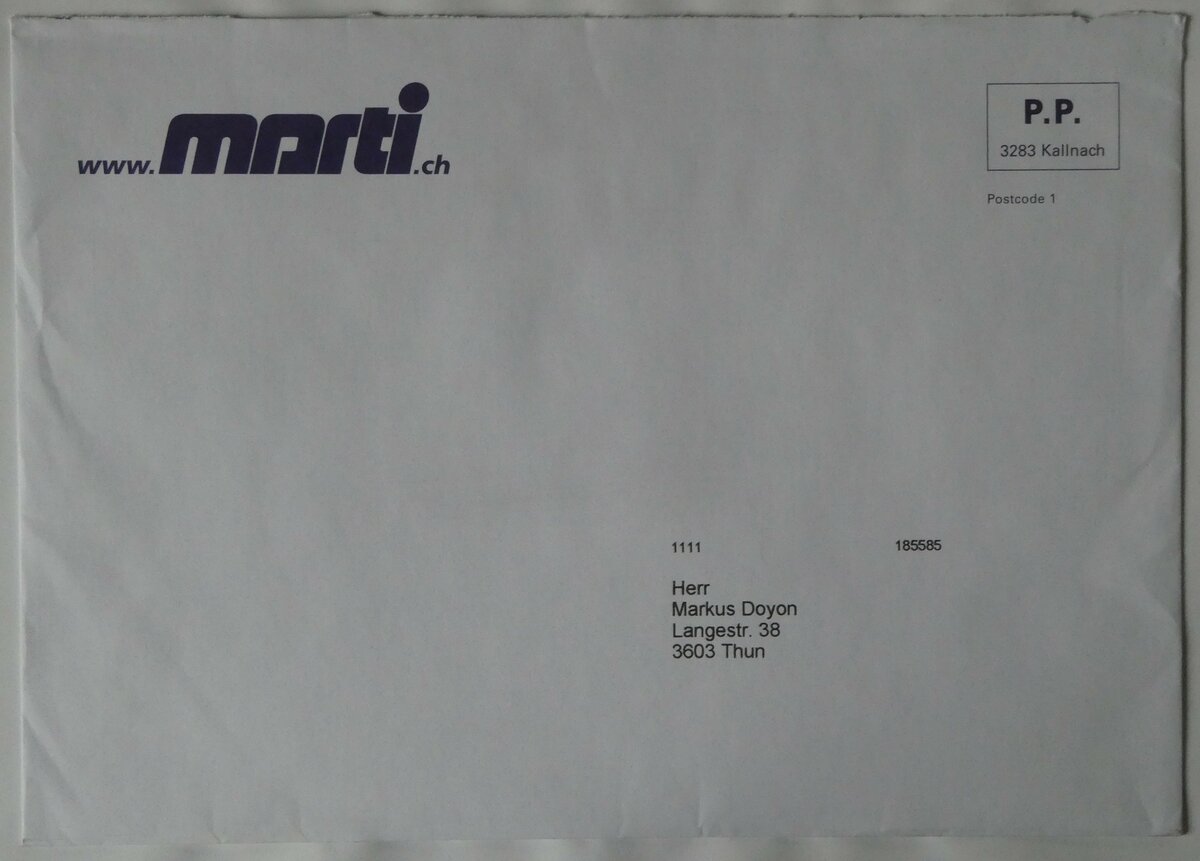 www.marti.ch
P.P.
3283 Kallnach
Postcode 1
1111 185585
Herr
Markus Doyon
Langestr. 38
3603 Thun